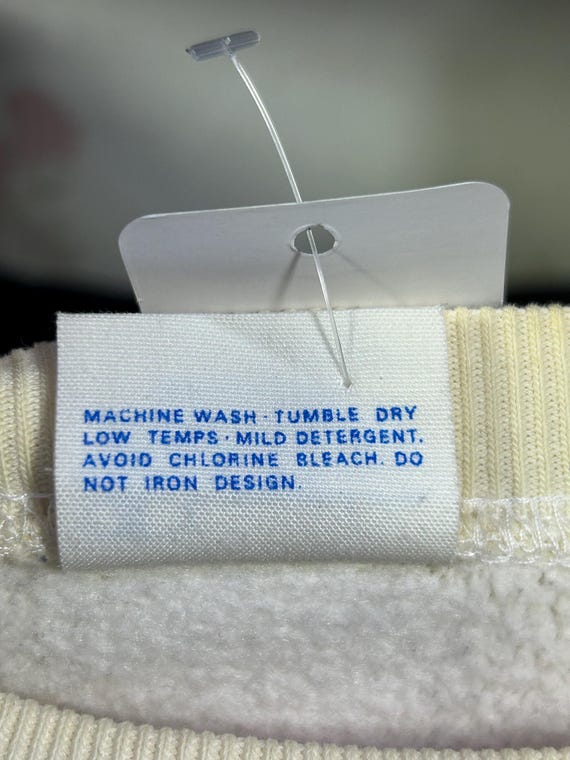 MACHINE WASH · TUMBLE DRY
LOW TEMPS · MILD DETERGENT.
AVOID CHLORINE BLEACH. DO
NOT IRON DESIGN.